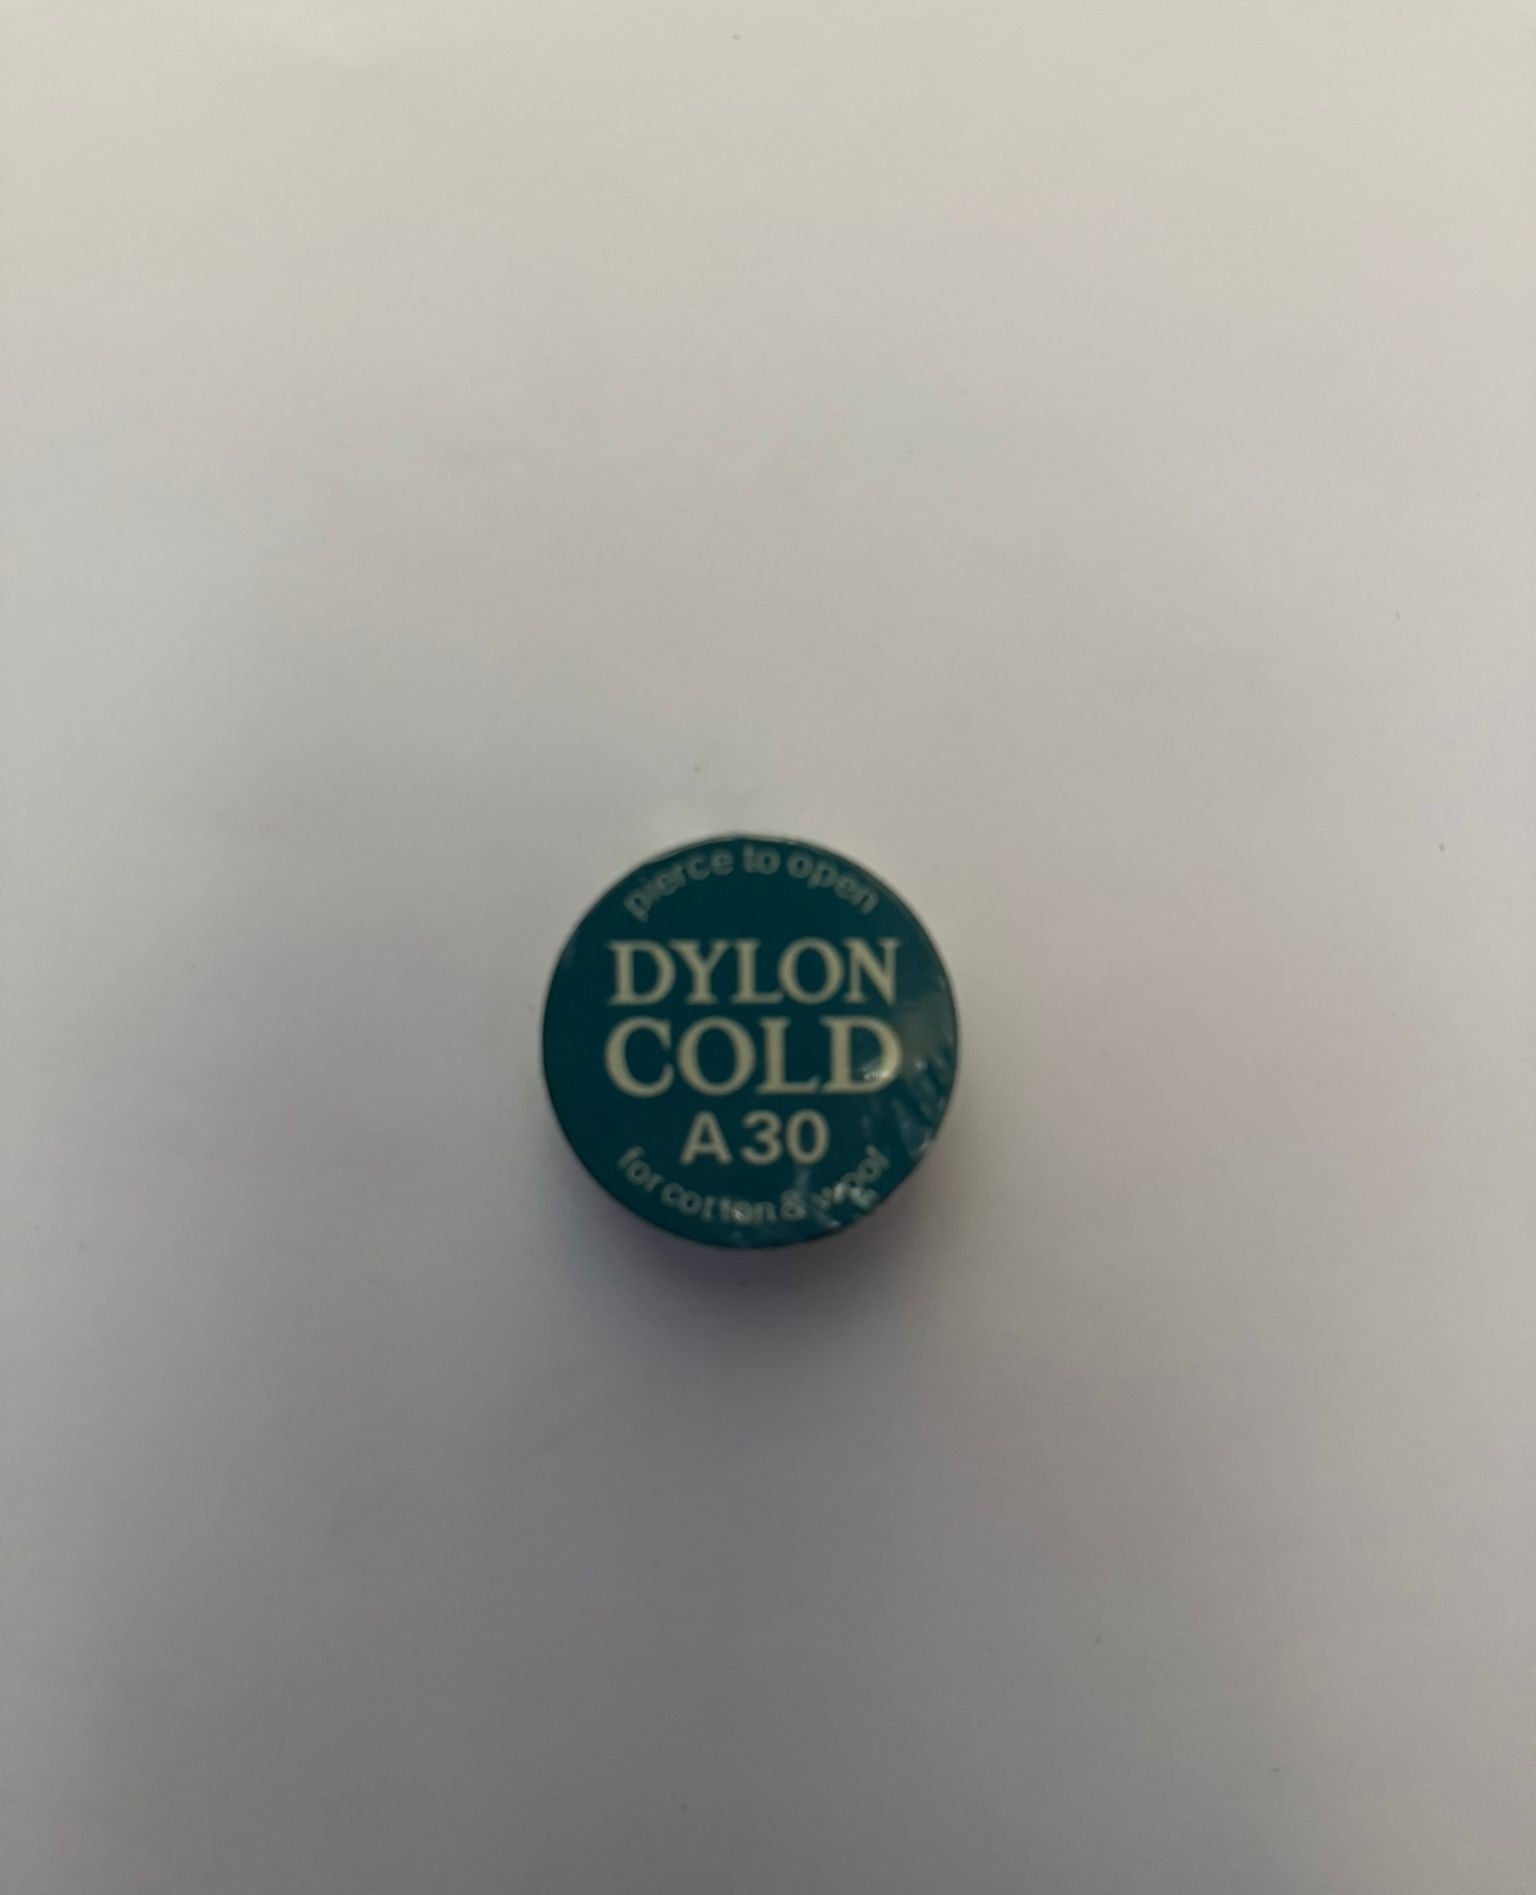 pierce to open
DYLON
COLD
A30
for cotton & wool